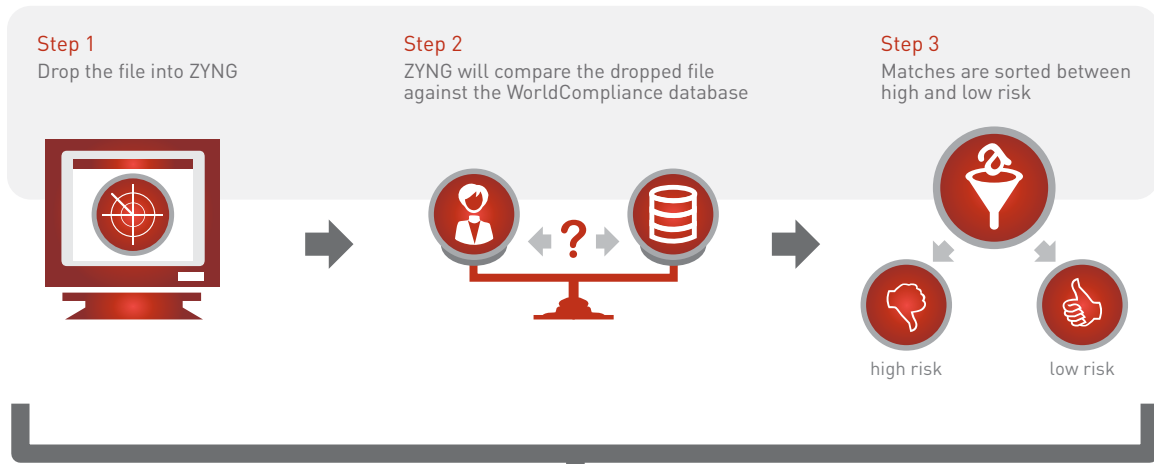 Step 1
Drop the file into ZYNG
Step 2
ZYNG will compare the dropped file
against the WorldCompliance database
Step 3
Matches are sorted between
high and low risk
?
high risk
low risk